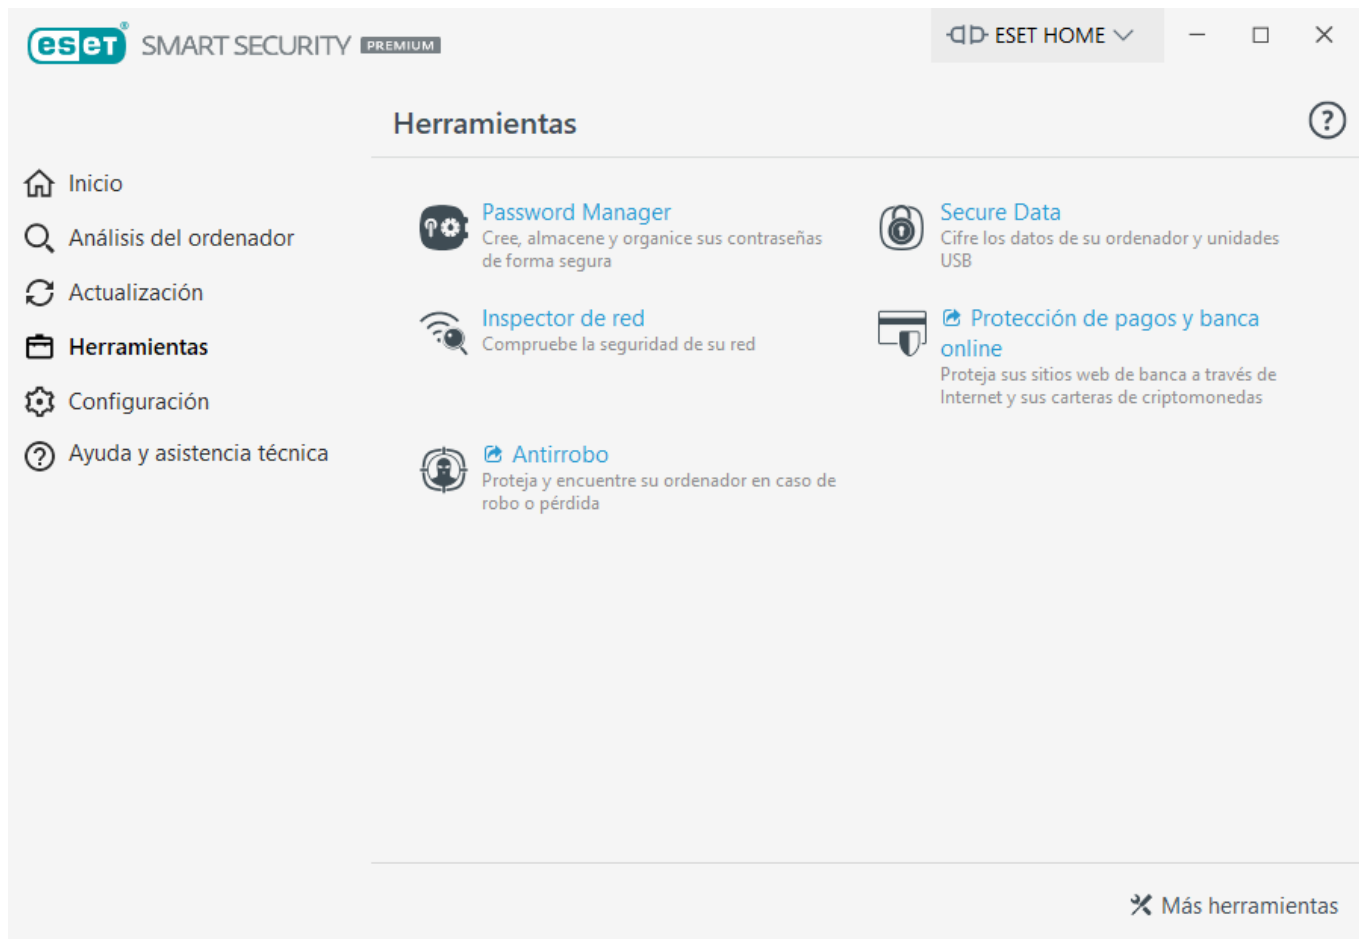 eseT® SMART SECURITY PREMIUM
ESET HOME
Herramientas
?
Inicio
Análisis del ordenador
Actualización
Herramientas
Configuración
Ayuda y asistencia técnica
Password Manager
Cree, almacene y organice sus contraseñas
de forma segura
Secure Data
Cifre los datos de su ordenador y unidades
USB
Inspector de red
Compruebe la seguridad de su red
Protección de pagos y banca
online
Proteja sus sitios web de banca a través de
Internet y sus carteras de criptomonedas
Antirrobo
Proteja y encuentre su ordenador en caso de
robo o pérdida
Más herramientas